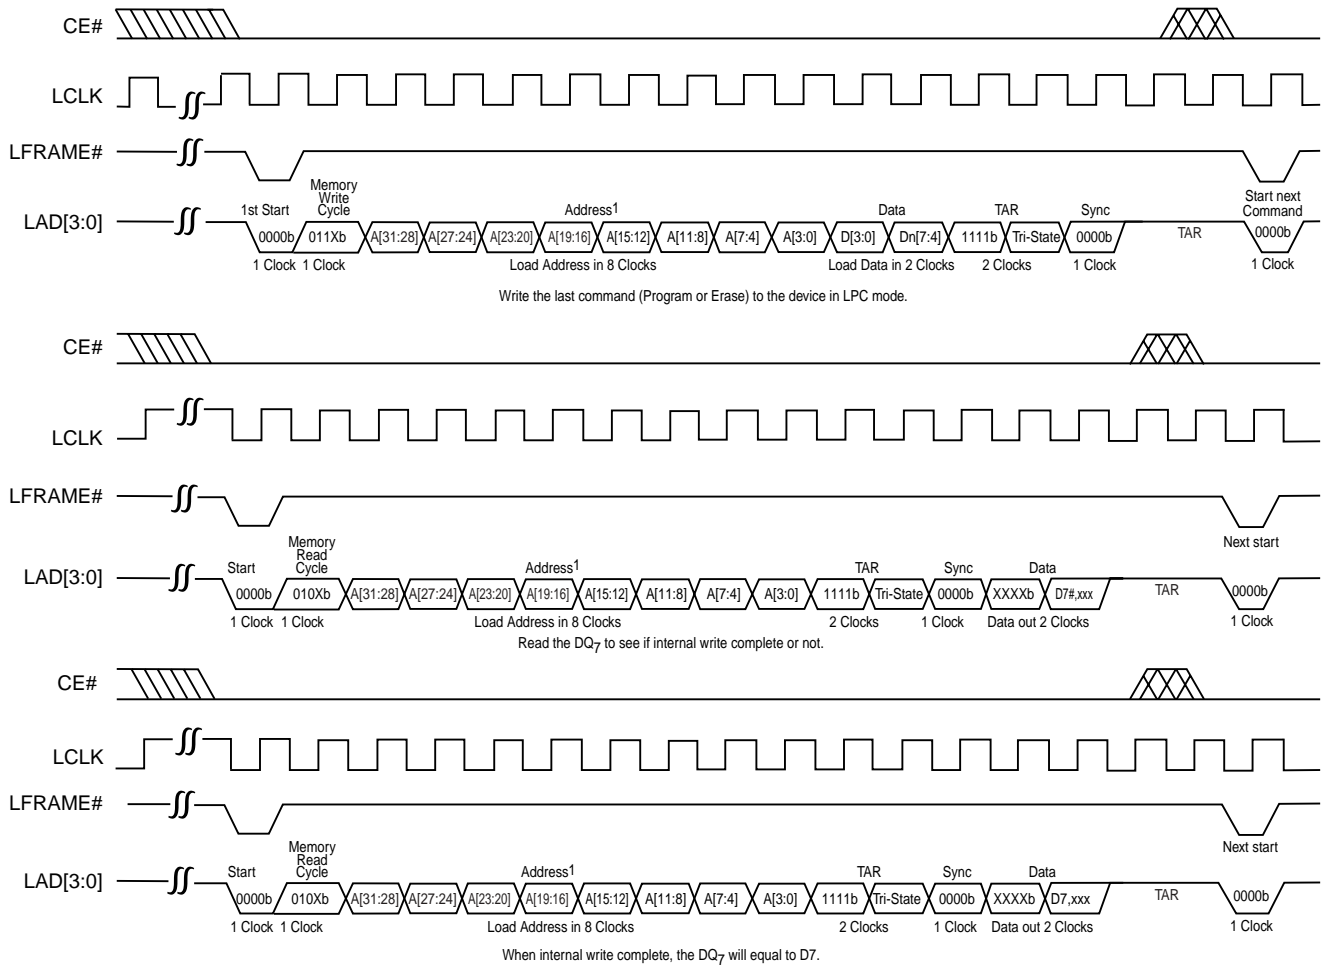 CE#
LCLK
LFRAME#
LAD[3:0]
1st Start
Memory
Write
Cycle
Address1
Data
TAR
Sync
TAR
Start next
Command
0000b 011Xb A[31:28] A[27:24] A[23:20] A[19:16] A[15:12] A[11:8] A[7:4] A[3:0] D[3:0] Dn[7:4] 1111b Tri-State 0000b 0000b
1 Clock 1 Clock Load Address in 8 Clocks Load Data in 2 Clocks 2 Clocks 1 Clock 1 Clock
Write the last command (Program or Erase) to the device in LPC mode.
CE#
LCLK
LFRAME#
Next start
LAD[3:0]
Start
Memory
Read
Cycle
Address1
TAR
Sync
Data
TAR
0000b 010Xb A[31:28] A[27:24] A[23:20] A[19:16] A[15:12] A[11:8] A[7:4] A[3:0] 1111b Tri-State 0000b XXXXb D7#,xxx 0000b
1 Clock 1 Clock Load Address in 8 Clocks 2 Clocks 1 Clock Data out 2 Clocks 1 Clock
Read the DQ7 to see if internal write complete or not.
CE#
LCLK
LFRAME#
Next start
LAD[3:0]
Start
Memory
Read
Cycle
Address1
TAR
Sync
Data
TAR
0000b 010Xb A[31:28] A[27:24] A[23:20] A[19:16] A[15:12] A[11:8] A[7:4] A[3:0] 1111b Tri-State 0000b XXXXb D7,xxx 0000b
1 Clock 1 Clock Load Address in 8 Clocks 2 Clocks 1 Clock Data out 2 Clocks 1 Clock
When internal write complete, the DQ7 will equal to D7.